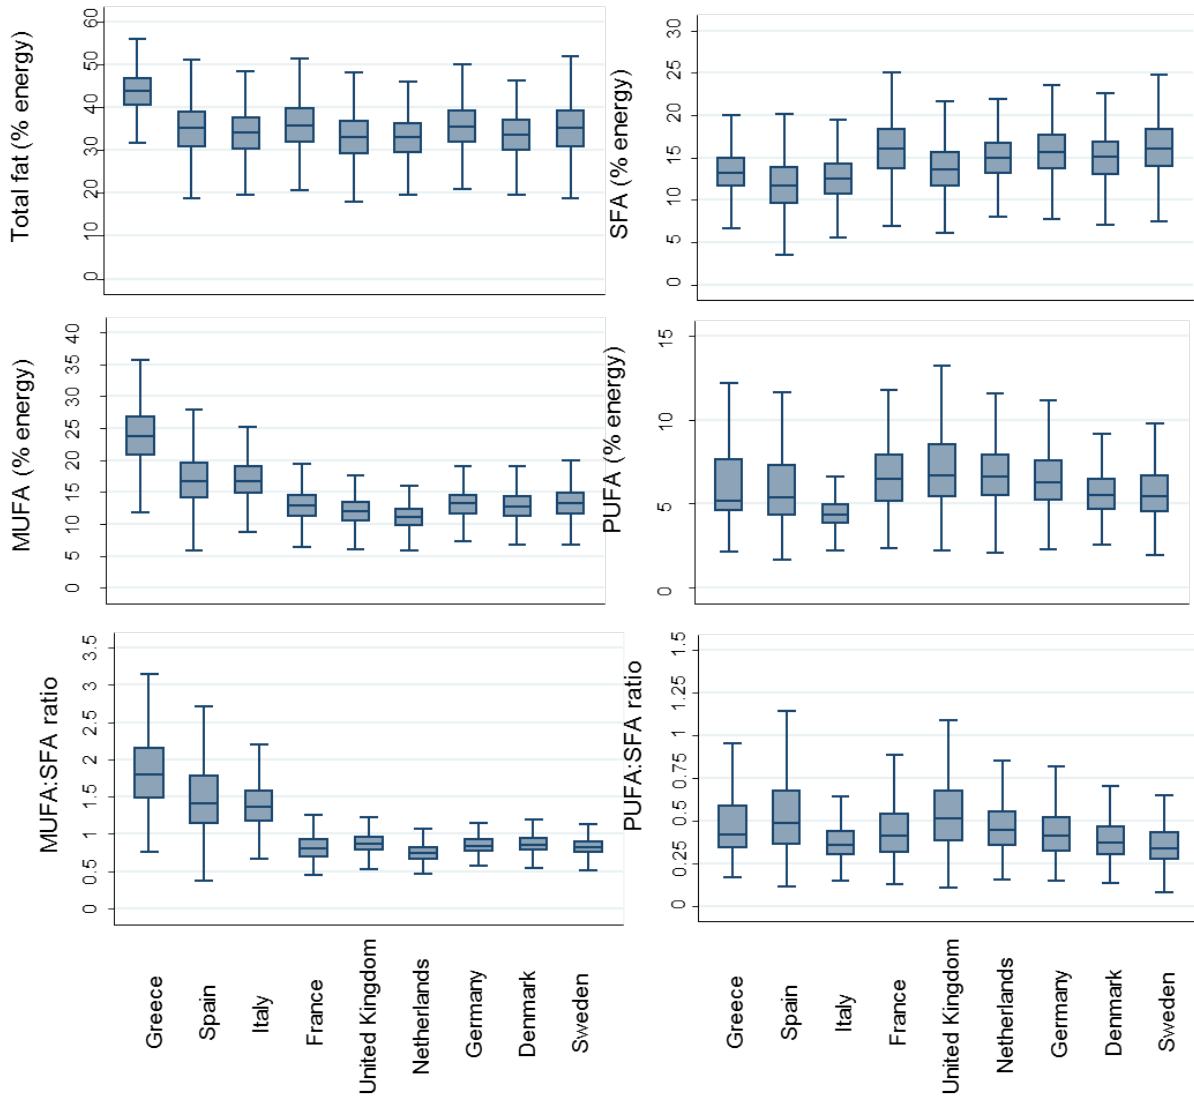 Total fat (% energy)
60
50
40
30
20
10
0
SFA (% energy)
30
25
20
15
10
5
0
MUFA (% energy)
40
35
30
25
20
15
10
5
0
PUFA (% energy)
15
10
5
0
MUFA:SFA ratio
3.5
3
2.5
2
1.5
1
0.5
0
PUFA:SFA ratio
1.5
1.25
1
0.75
0.5
0.25
0
Greece
Spain
Italy
France
United Kingdom
Netherlands
Germany
Denmark
Sweden
Greece
Spain
Italy
France
United Kingdom
Netherlands
Germany
Denmark
Sweden